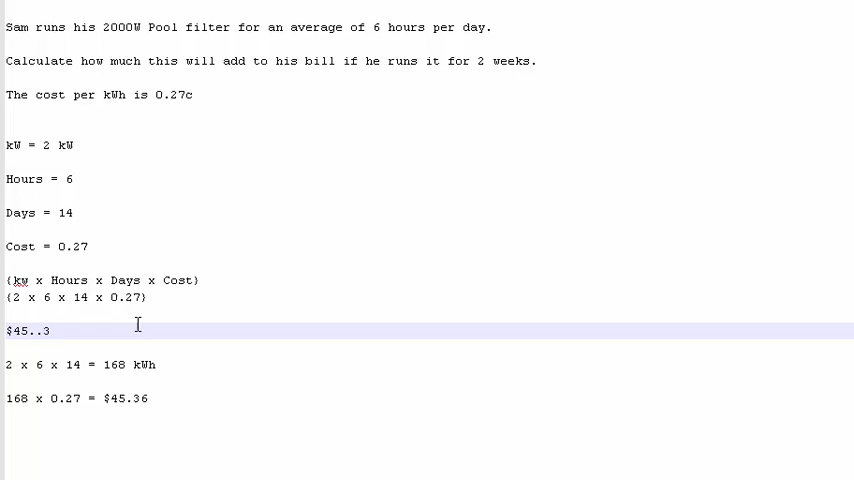 Sam runs his 2000W Pool filter for an average of 6 hours per day.
Calculate how much this will add to his bill if he runs it for 2 weeks.
The cost per kWh is 0.27c
kW = 2 kW
Hours = 6
Days = 14
Cost = 0.27
{kw x Hours x Days x Cost}
{2 x 6 x 14 x 0.27}
$45..3
2 x 6 x 14 = 168 kWh
168 x 0.27 = $45.36